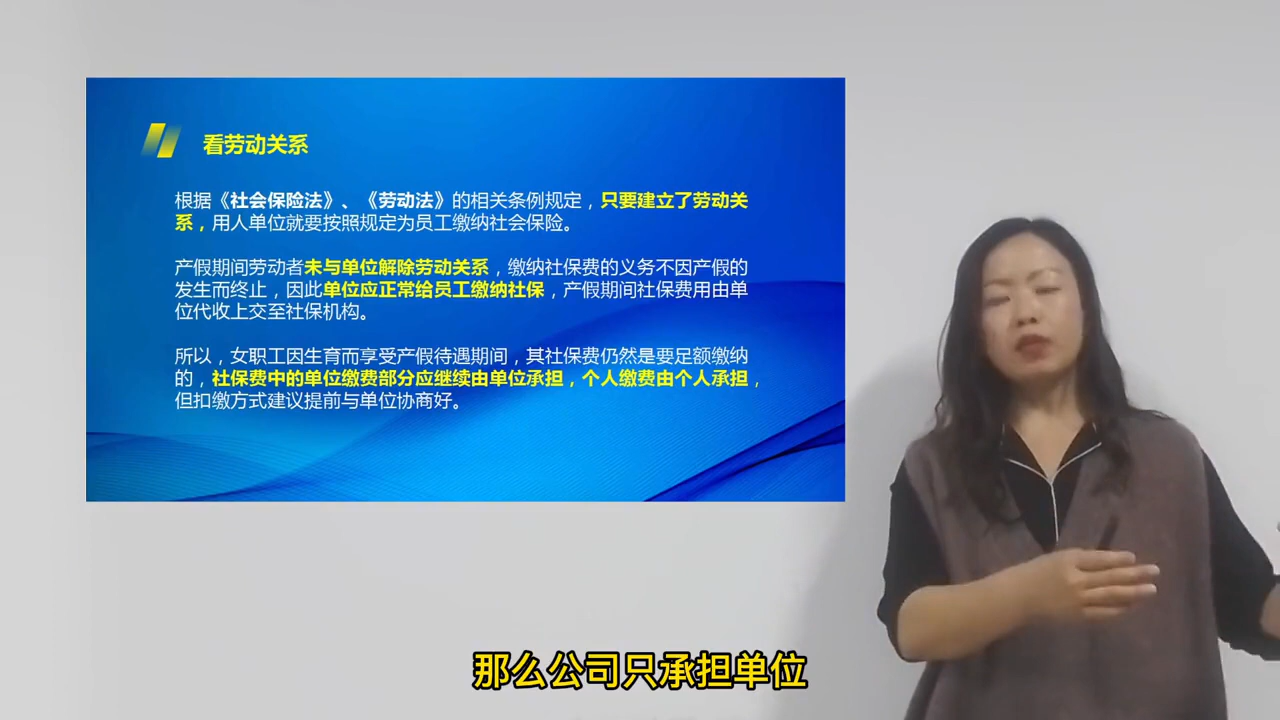 看劳动关系
根据《社会保险法》、《劳动法》的相关条例规定，只要建立了劳动关
系，用人单位就要按照规定为员工缴纳社会保险。
产假期间劳动者未与单位解除劳动关系，缴纳社保费的义务不因产假的
发生而终止，因此单位应正常给员工缴纳社保，产假期间社保费用由单
位代收上交至社保机构。
所以，女职工因生育而享受产假待遇期间，其社保费仍然是要足额缴纳
的，社保费中的单位缴费部分应继续由单位承担，个人缴费由个人承担，
但扣缴方式建议提前与单位协商好。
那么公司只承担单位